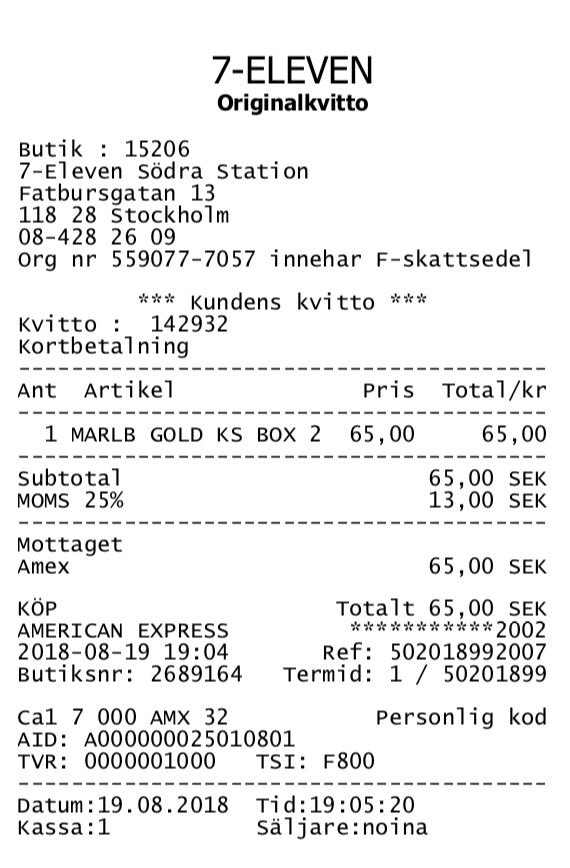 7-ELEVEN
Originalkvitto
Butik : 15206
7-Eleven Södra Station
Fatbursgatan 13
118 28 Stockholm
08-428 26 09
Org nr 559077-7057 innehar F-skattsedel
*** Kundens kvitto ***
Kvitto :  142932
Kortbetalning
----------------------------------------
Ant  Artikel              Pris  Total/kr
----------------------------------------
1 MARLB GOLD KS BOX 2  65,00     65,00
----------------------------------------
Subtotal                       65,00 SEK
MOMS 25%                       13,00 SEK
----------------------------------------
Mottaget
Amex                           65,00 SEK
KÖP                     Totalt 65,00 SEK
AMERICAN EXPRESS         ***********2002
2018-08-19 19:04       Ref: 502018992007
Butiksnr: 2689164   Termid: 1 / 50201899
Ca1 7 000 AMX 32           Personlig kod
AID: A000000025010801
TVR: 0000001000   TSI: F800
----------------------------------------
Datum:19.08.2018  Tid:19:05:20
Kassa:1           Säljare:noina